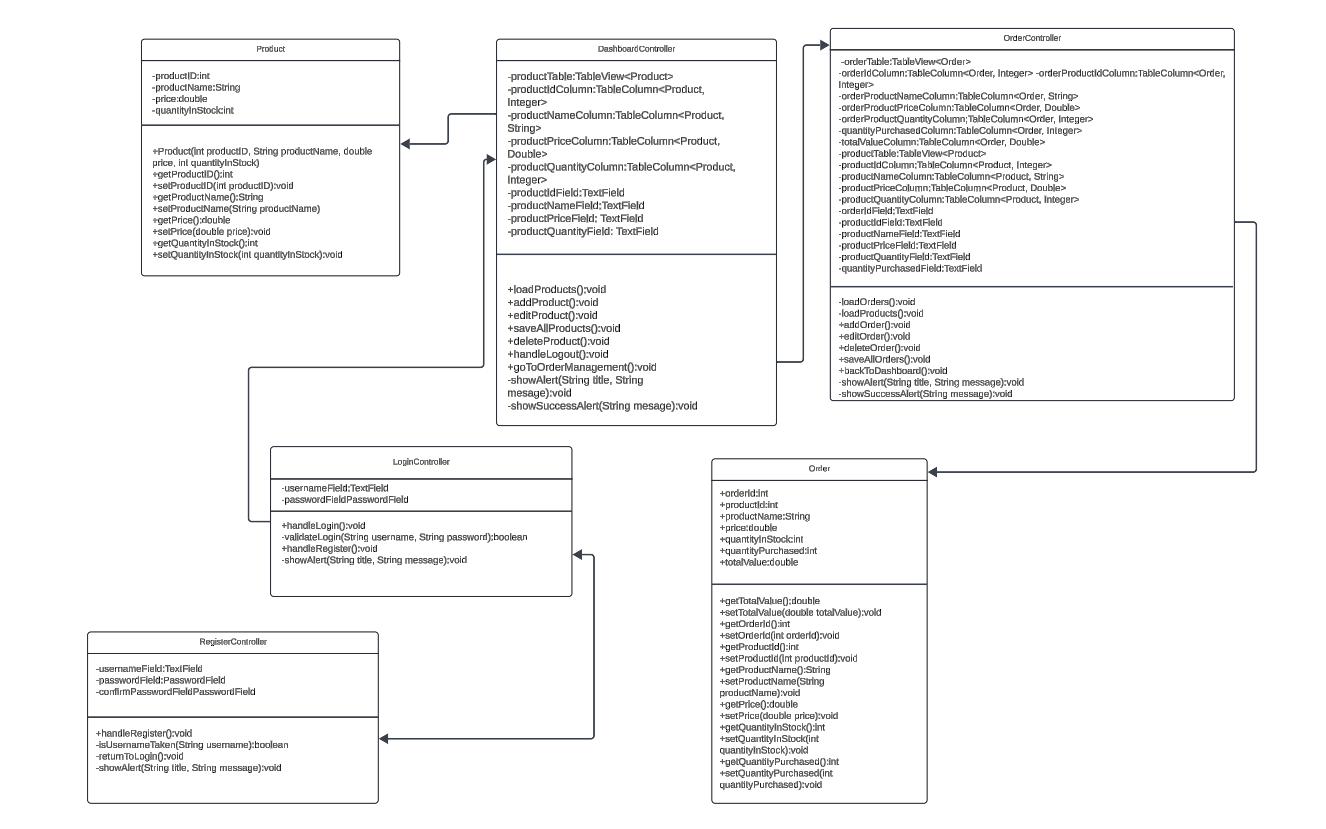 Product
-productID:int
-productName:String
-price:double
-quantityInStock:int
+Product(int productID, String productName, double
price, int quantityInStock)
+getProductID():int
+setProductID(int productID):void
+getProductName():String
+setProductName(String productName)
+getPrice():double
+setPrice(double price):void
+getQuantityInStock():int
+setQuantityInStock(int quantityInStock):void
DashboardController
-productTable:TableView<Product>
-productIdColumn:TableColumn<Product,
Integer>
-productNameColumn:TableColumn<Product,
String>
-productPriceColumn:TableColumn<Product,
Double>
-productQuantityColumn:TableColumn<Product,
Integer>
-productIdField:TextField
-productNameField;TextField
-productPriceField; TextField
-productQuantityField: TextField
+loadProducts():void
+addProduct():void
+editProduct():void
+saveAllProducts():void
+deleteProduct():void
+handleLogout():void
+goToOrderManagement():void
-showAlert(String title, String
mesage):void
-showSuccessAlert(String mesage):void
OrderController
-orderTable:TableView<Order>
-orderIdColumn:TableColumn<Order, Integer> -orderProductIdColumn:TableColumn<Order,
Integer>
-orderProductNameColumn:TableColumn<Order, String>
-orderProductPriceColumn:TableColumn<Order, Double>
-orderProductQuantityColumn;TableColumn<Order, Integer>
-quantityPurchasedColumn:TableColumn<Order, Integer>
-totalValueColumn:TableColumn<Order, Double>
-productTable:TableView<Product>
-productIdColumn:TableColumn<Product, Integer>
-productNameColumn:TableColumn<Product, String>
-productPriceColumn:TableColumn<Product, Double>
-productQuantityColumn:TableColumn<Product, Integer>
-orderIdField;TextField
-productIdField:TextField
-productNameField:TextField
-productPriceField:TextField
-productQuantityField:TextField
-quantityPurchasedField:TextField
-loadOrders():void
-loadProducts():void
+addOrder():void
+editOrder():void
+deleteOrder():void
+saveAllOrders():void
+backToDashboard():void
-showAlert(String title, String message):void
-showSuccessAlert(String message):void
LoginController
-usernameField:TextField
-passwordFieldPasswordField
+handleLogin():void
-validateLogin(String username, String password):boolean
+handleRegister():void
-showAlert(String title, String message):void
Order
+orderId:int
+productId:int
+productName:String
+price:double
+quantityInStock:int
+quantityPurchased:int
+totalValue:double
+getTotalValue();double
+setTotalValue(double totalValue):void
+getOrderId():int
+setOrderId(int orderId):void
+getProductId():int
+setProductId(int productId):void
+getProductName():String
+setProductName(String
productName):void
+getPrice():double
+setPrice(double price):void
+getQuantityInStock():int
+setQuantityInStock(int
quantityInStock):void
+getQuantityPurchased():int
+setQuantityPurchased(int
quantityPurchased):void
RegisterController
-usernameField:TextField
-passwordField:PasswordField
-confirmPasswordFieldPasswordField
+handleRegister():void
-isUsernameTaken(String username):boolean
-returnToLogin():void
-showAlert(String title, String message):void